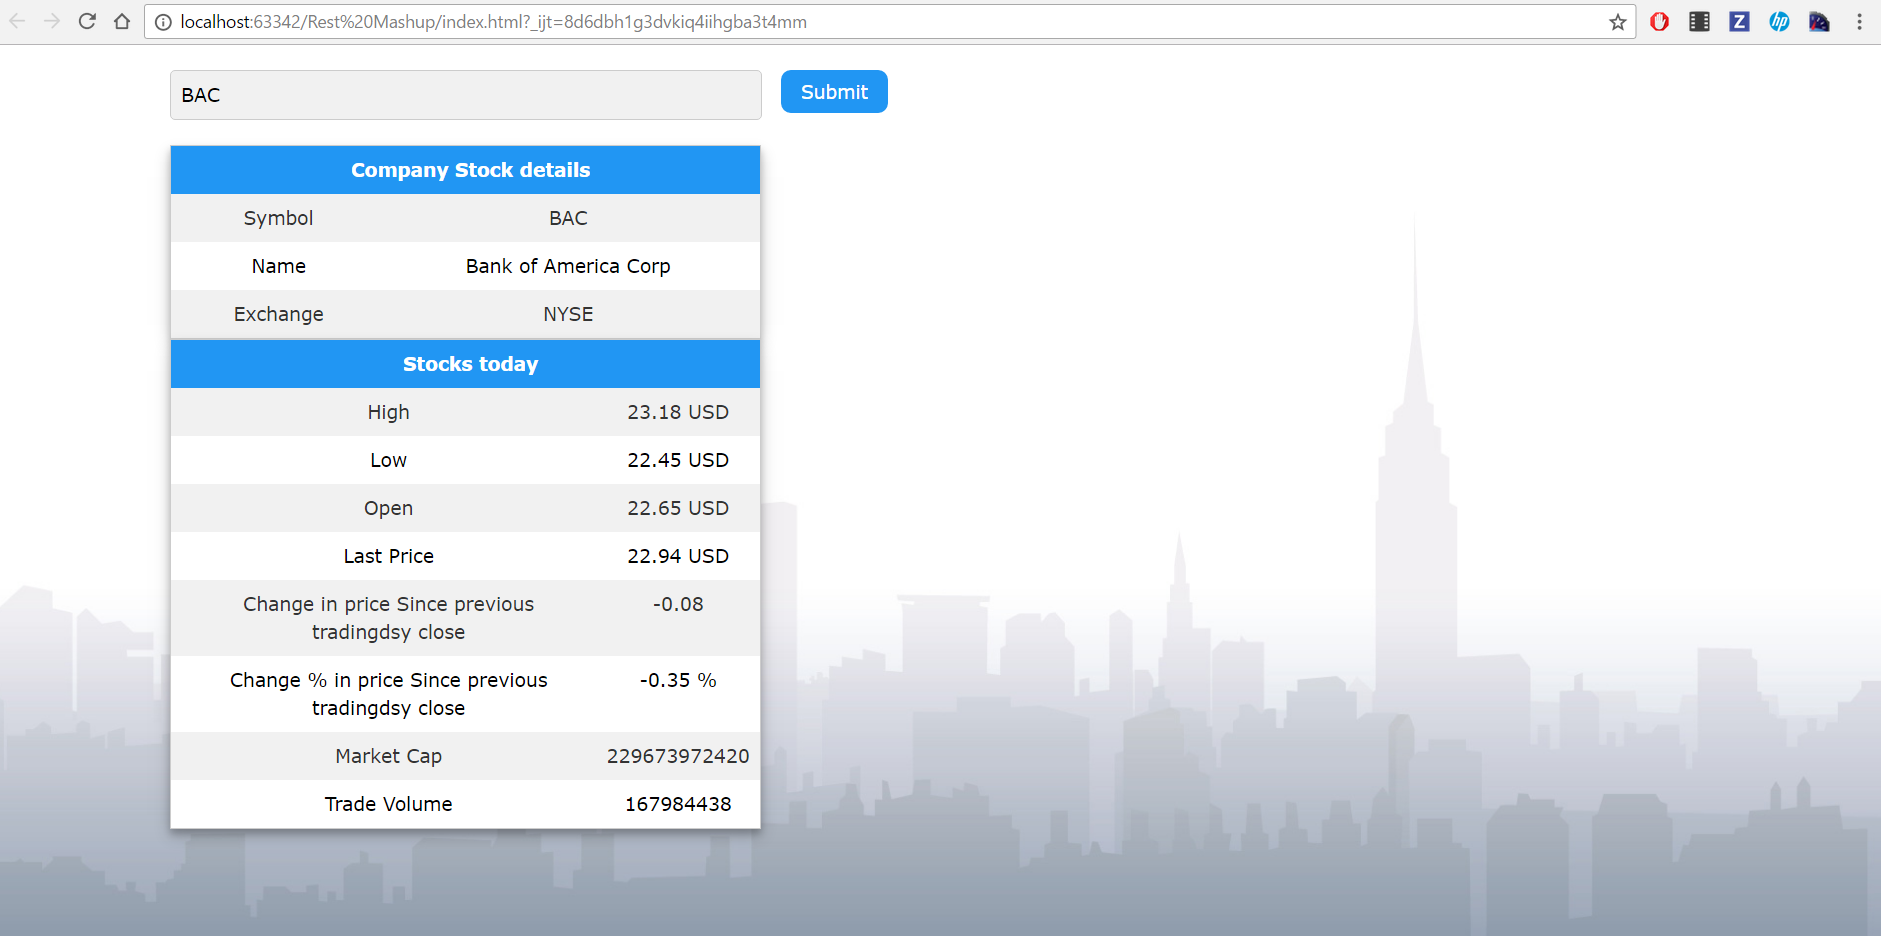 localhost:63342/Rest%20Mashup/index.html?_ijt=8d6dbh1g3dvkiq4iihgba3t4mm
Z
hp
BAC
Submit
Company Stock details
Symbol BAC
Name Bank of America Corp
Exchange NYSE
Stocks today
High 23.18 USD
Low 22.45 USD
Open 22.65 USD
Last Price 22.94 USD
Change in price Since previous -0.08
tradingdsy close
Change % in price Since previous -0.35 %
tradingdsy close
Market Cap 229673972420
Trade Volume 167984438